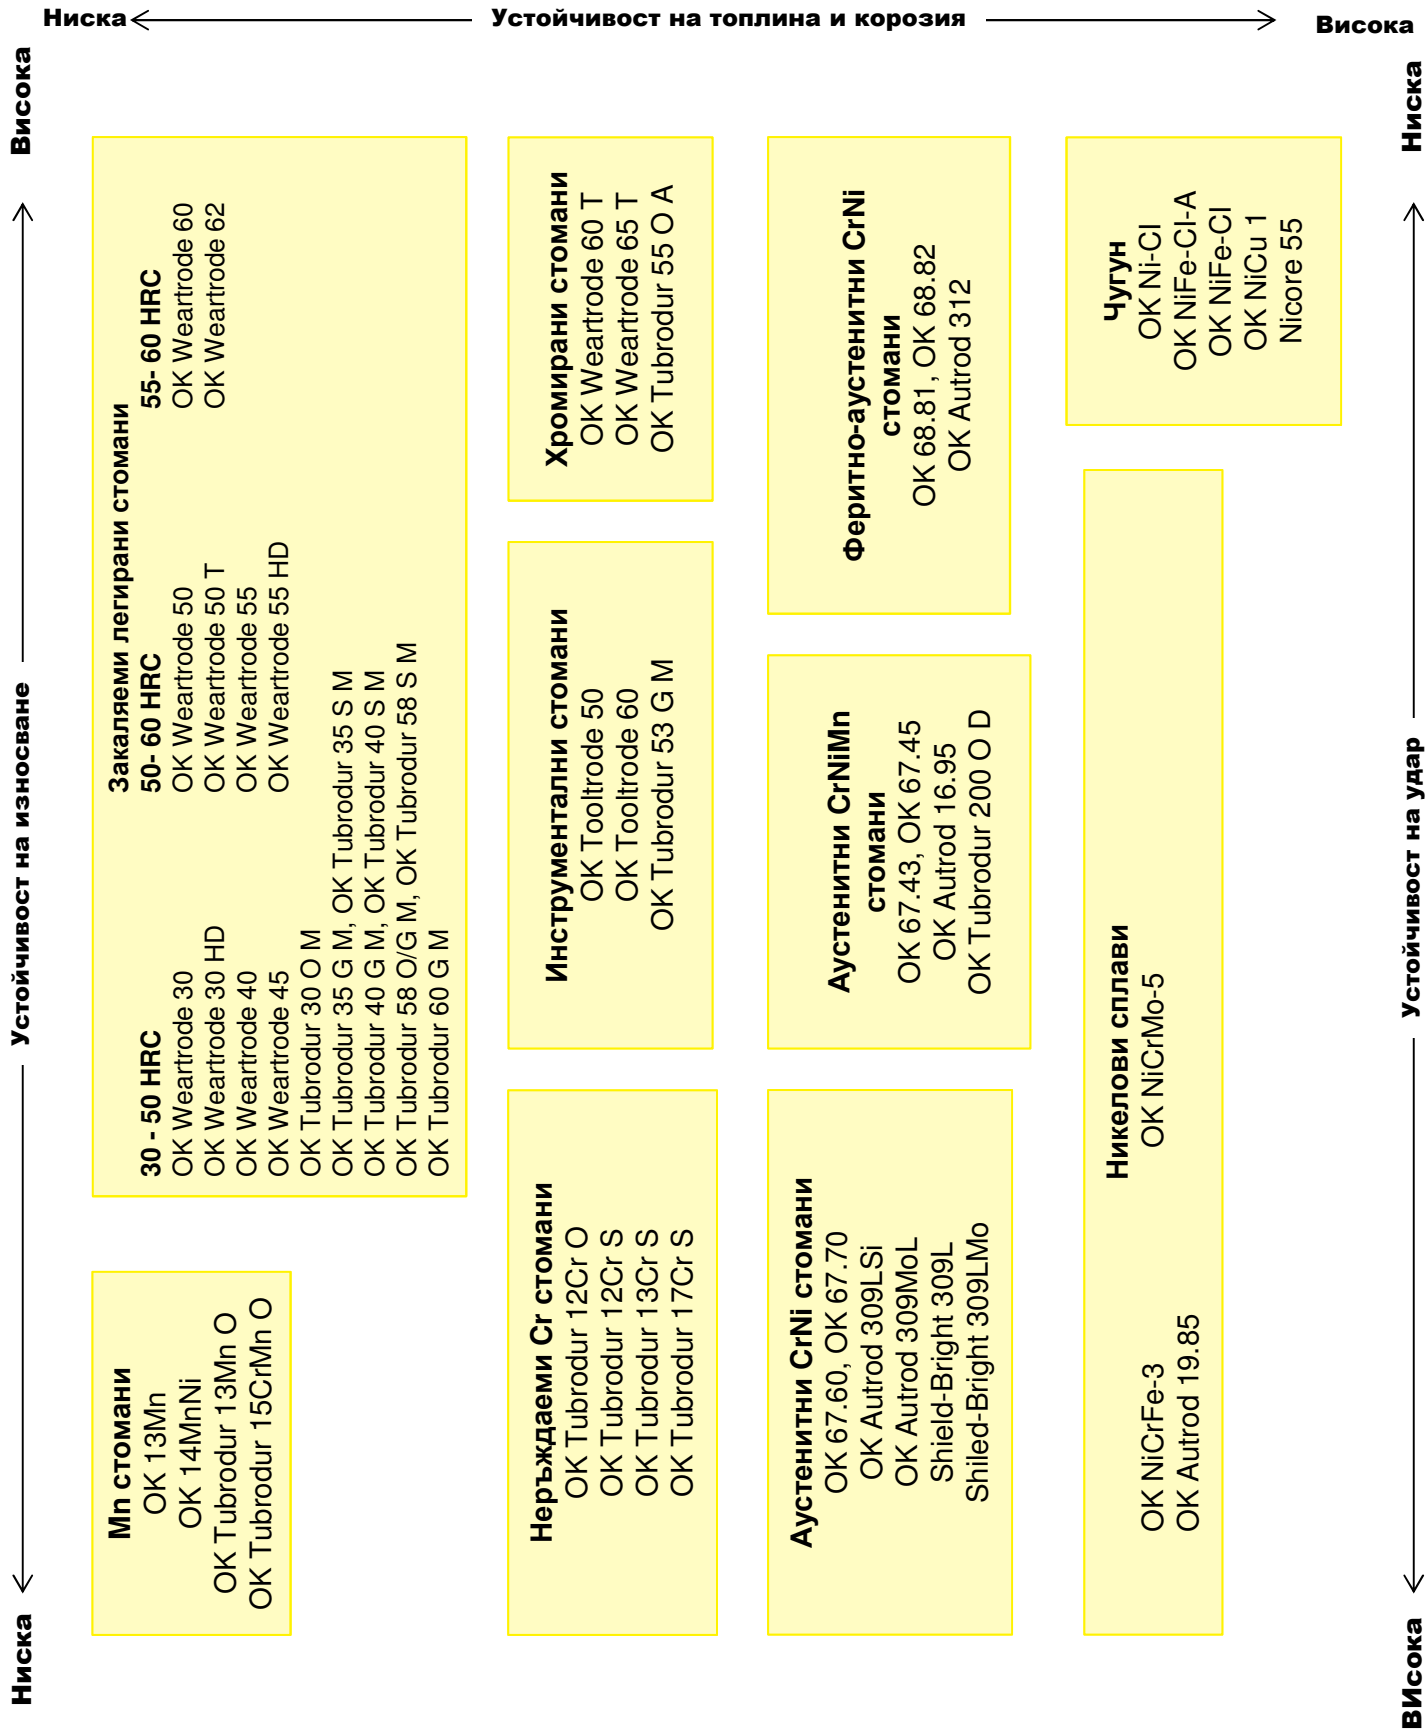 Ниска
Устойчивост на топлина и корозия
Висока
Ниска
Устойчивост на износване
Висока
Mn стомани
OK 13Mn
OK 14MnNi
OK Tubrodur 13Mn O
OK Tubrodur 15CrMn O
Закаляеми легирани стомани
30 - 50 HRC
OK Weartrode 30
OK Weartrode 30 HD
OK Weartrode 40
OK Weartrode 45
OK Tubrodur 30 O M
OK Tubrodur 35 G M, OK Tubrodur 35 S M
OK Tubrodur 40 G M, OK Tubrodur 40 S M
OK Tubrodur 58 O/G M, OK Tubrodur 58 S M
OK Tubrodur 60 G M
50- 60 HRC
OK Weartrode 50
OK Weartrode 50 T
OK Weartrode 55
OK Weartrode 55 HD
55- 60 HRC
OK Weartrode 60
OK Weartrode 62
Неръждаеми Cr стомани
OK Tubrodur 12Cr O
OK Tubrodur 12Cr S
OK Tubrodur 13Cr S
OK Tubrodur 17Cr S
Инструментални стомани
OK Tooltrode 50
OK Tooltrode 60
OK Tubrodur 53 G M
Хромирани стомани
OK Weartrode 60 T
OK Weartrode 65 T
OK Tubrodur 55 O A
Аустенитни CrNi стомани
OK 67.60, OK 67.70
OK Autrod 309LSi
OK Autrod 309MoL
Shield-Bright 309L
Shiled-Bright 309LMo
Аустенитни CrNiMn
стомани
OK 67.43, OK 67.45
OK Autrod 16.95
OK Tubrodur 200 O D
Феритно-аустенитни CrNi
стомани
OK 68.81, OK 68.82
OK Autrod 312
Никелови сплави
OK NiCrFe-3
OK NiCrMo-5
OK Autrod 19.85
Чугун
OK Ni-CI
OK NiFe-CI-A
OK NiFe-CI
OK NiCu 1
Nicore 55
ВИсока
Устойчивост на удар
Ниска